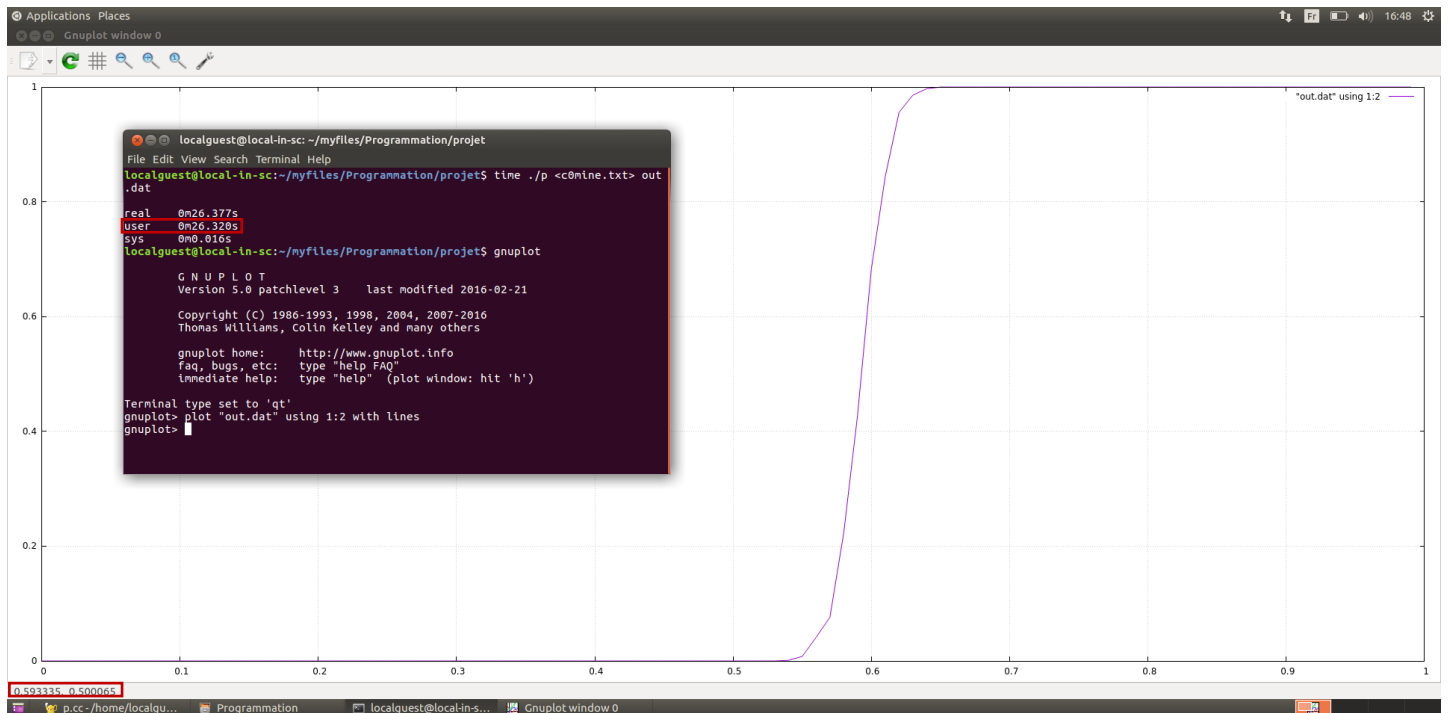 Applications Places
Fr
16:48
Gnuplot window 0
1
"out.dat" using 1:2
localguest@local-in-sc: ~/myfiles/Programmation/projet
File Edit View Search Terminal Help
localguest@local-in-sc:~/myfiles/Programmation/projet$ time ./p <c0mine.txt> out
.dat
real 0m26.377s
user 0m26.320s
sys 0m0.016s
localguest@local-in-sc:~/myfiles/Programmation/projet$ gnuplot
G N U P L O T
Version 5.0 patchlevel 3 last modified 2016-02-21
Copyright (C) 1986-1993, 1998, 2004, 2007-2016
Thomas Williams, Colin Kelley and many others
gnuplot home: http://www.gnuplot.info
faq, bugs, etc: type "help FAQ"
immediate help: type "help" (plot window: hit 'h')
Terminal type set to 'qt'
gnuplot> plot "out.dat" using 1:2 with lines
gnuplot>
0.8
0.6
0.4
0.2
0
0 0.1 0.2 0.3 0.4 0.5 0.6 0.7 0.8 0.9 1
0.593335, 0.500065
p.cc - /home/localgu... Programmation localguest@local-in-s... Gnuplot window 0